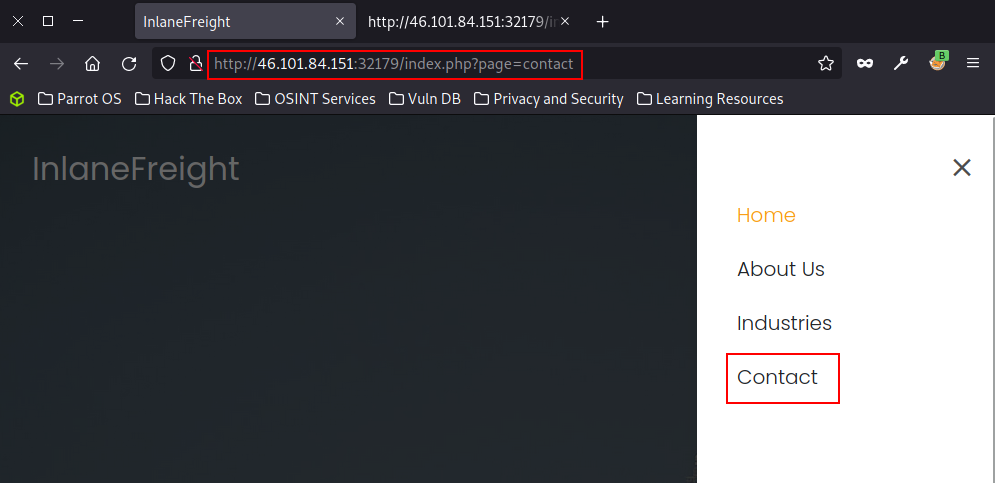 InlaneFreight
http://46.101.84.151:32179/in
http://46.101.84.151:32179/index.php?page=contact
B
Parrot OS
Hack The Box
OSINT Services
Vuln DB
Privacy and Security
Learning Resources
InlaneFreight
Home
About Us
Industries
Contact